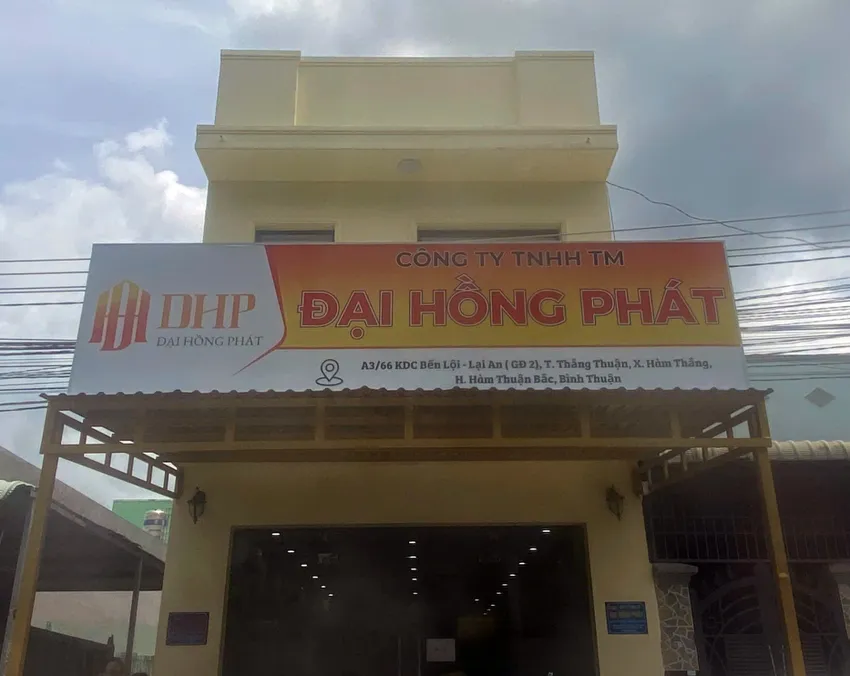 DHP
ĐẠI HỒNG PHÁT
CÔNG TY TNHH TM
ĐẠI HỒNG PHÁT
A3/66 KDC Bến Lội - Lại An ( GĐ 2), T. Thắng Thuận, X. Hàm Thắng,
H. Hàm Thuận Bắc, Bình Thuận